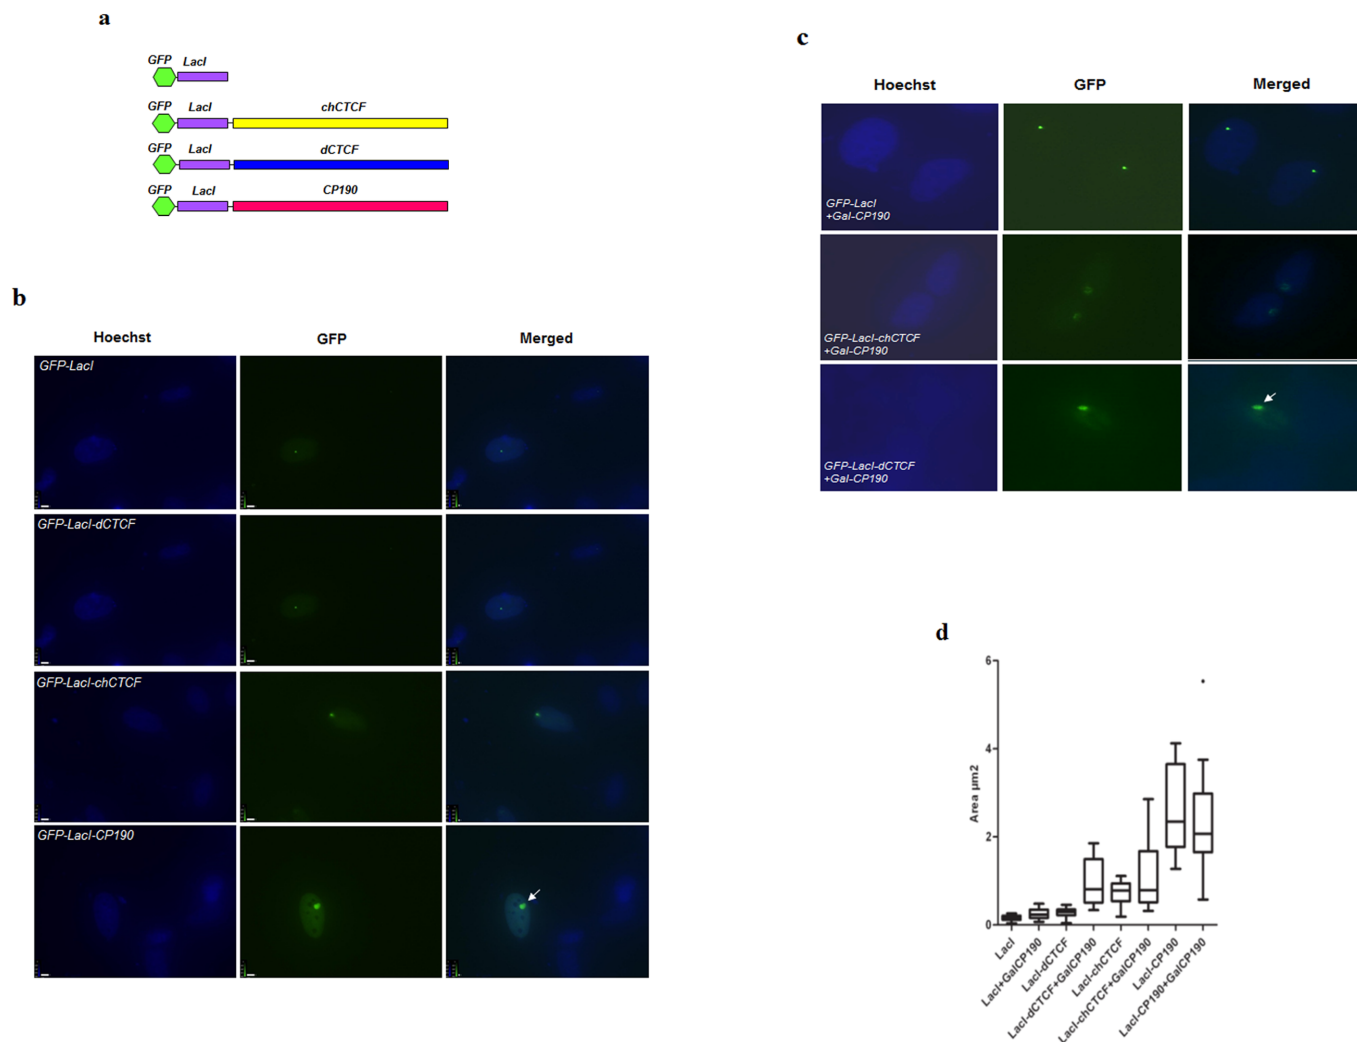 a
GFP LacI
GFP LacI chCTCF
GFP LacI dCTCF
GFP LacI CP190
b
Hoechst GFP Merged
GFP-LacI
GFP-LacI-dCTCF
GFP-LacI-chCTCF
GFP-LacI-CP190
c
Hoechst GFP Merged
GFP-LacI
+Gal-CP190
GFP-LacI-chCTCF
+Gal-CP190
GFP-LacI-dCTCF
+Gal-CP190
d
6
4
2
0
Area µm2
LacI
LacI+GalCP190
LacI-dCTCF
LacI-dCTCF+GalCP190
LacI-chCTCF
LacI-chCTCF+GalCP190
LacI-CP190
LacI-CP190+GalCP190